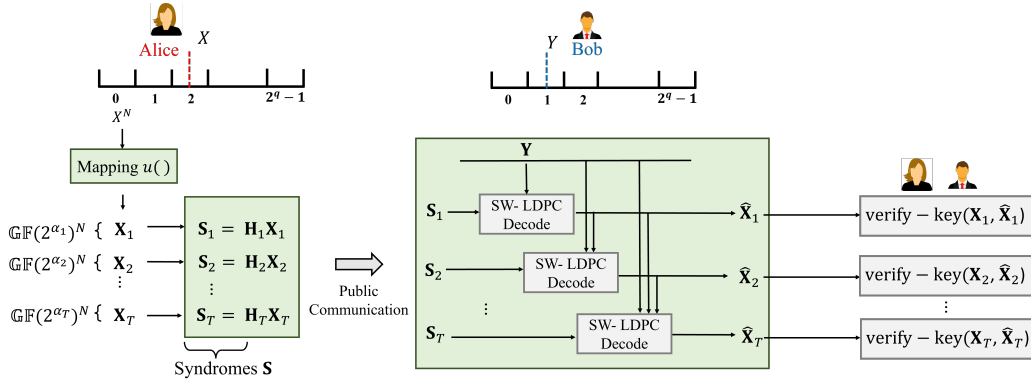 Alice
X
0 1 2 2^q − 1
X^N
Mapping u( )
𝔾𝔽(2^{α_1})^N { X_1
𝔾𝔽(2^{α_2})^N { X_2
⋮
𝔾𝔽(2^{α_T})^N { X_T
S_1 = H_1X_1
S_2 = H_2X_2
⋮
S_T = H_TX_T
Syndromes S
Public
Communication
Y
Bob
0 1 2 2^q − 1
Y
S_1
SW- LDPC
Decode
X̂_1
S_2
SW- LDPC
Decode
X̂_2
⋮
S_T
SW- LDPC
Decode
X̂_T
verify − key(X_1, X̂_1)
verify − key(X_2, X̂_2)
⋮
verify − key(X_T, X̂_T)